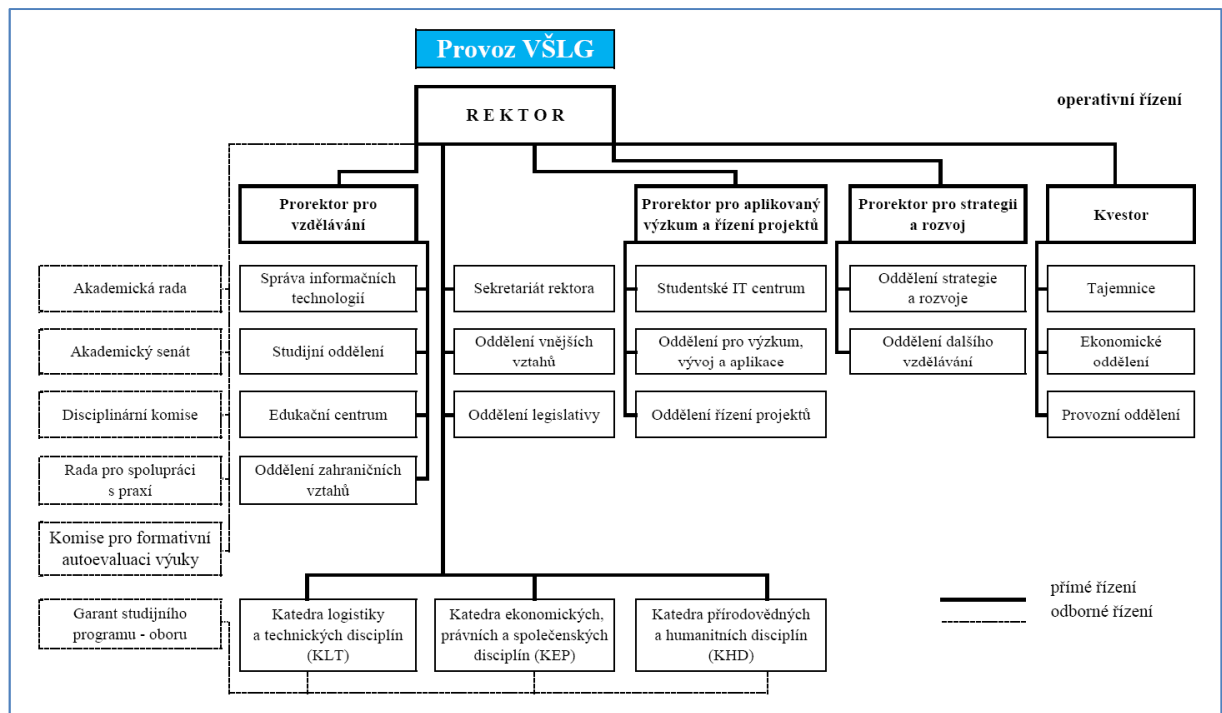 Provoz VŠLG
R E K T O R
operativní řízení
Prorektor pro
vzdělávání
Prorektor pro aplikovaný
výzkum a řízení projektů
Prorektor pro strategii
a rozvoj
Kvestor
Akademická rada
Správa informačních
technologií
Sekretariát rektora
Studentské IT centrum
Oddělení strategie
a rozvoje
Tajemnice
Akademický senát
Studijní oddělení
Oddělení vnějších
vztahů
Oddělení pro výzkum,
vývoj a aplikace
Oddělení dalšího
vzdělávání
Ekonomické
oddělení
Disciplinární komise
Edukační centrum
Oddělení legislativy
Oddělení řízení projektů
Provozní oddělení
Rada pro spolupráci
s praxí
Oddělení zahraničních
vztahů
Komise pro formativní
autoevaluaci výuky
Garant studijního
programu - oboru
Katedra logistiky
a technických disciplín
(KLT)
Katedra ekonomických,
právních a společenských
disciplín (KEP)
Katedra přírodovědných
a humanitních disciplín
(KHD)
přímé řízení
odborné řízení